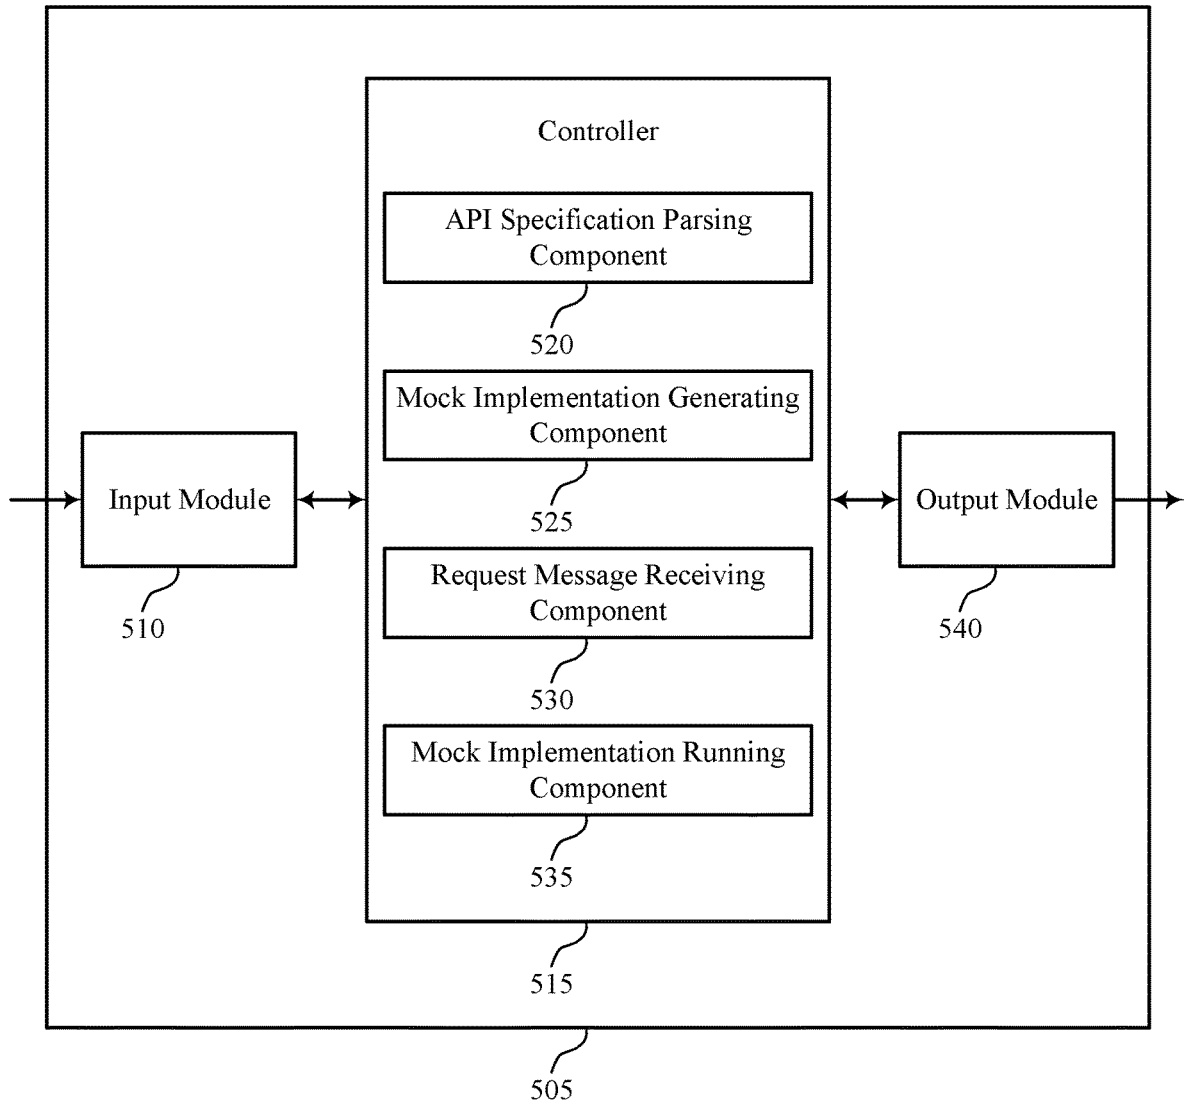 Controller
API Specification Parsing
Component
520
Mock Implementation Generating
Component
525
Input Module
510
Output Module
540
Request Message Receiving
Component
530
Mock Implementation Running
Component
535
515
505